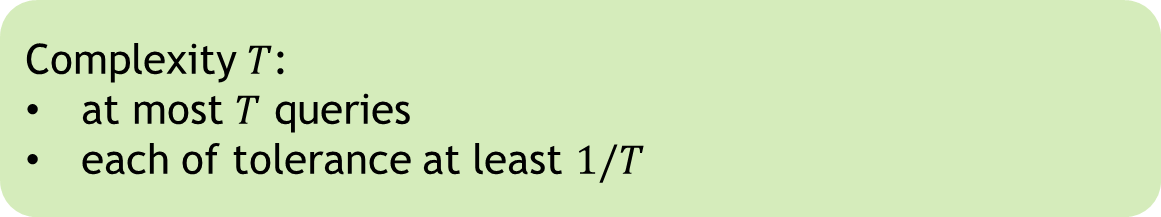 Complexity T:
• at most T queries
• each of tolerance at least 1/T